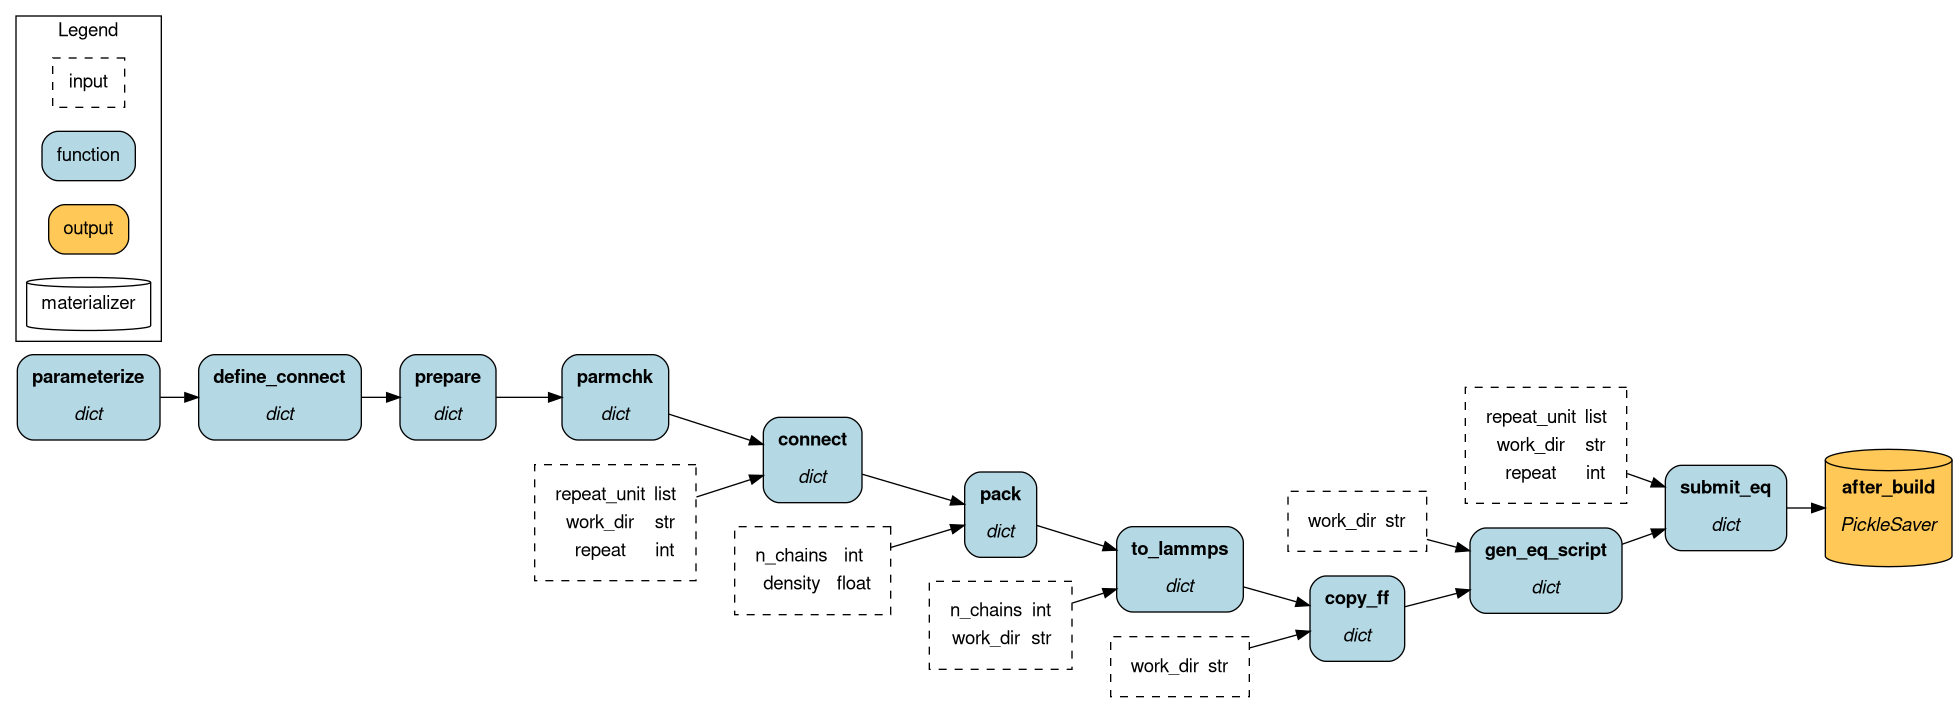 Legend
input
function
output
materializer
parameterize
dict
define_connect
dict
prepare
dict
parmchk
dict
connect
dict
repeat_unit list
work_dir str
repeat int
pack
dict
n_chains int
density float
to_lammps
dict
n_chains int
work_dir str
copy_ff
dict
work_dir str
work_dir str
gen_eq_script
dict
repeat_unit list
work_dir str
repeat int
submit_eq
dict
after_build
PickleSaver